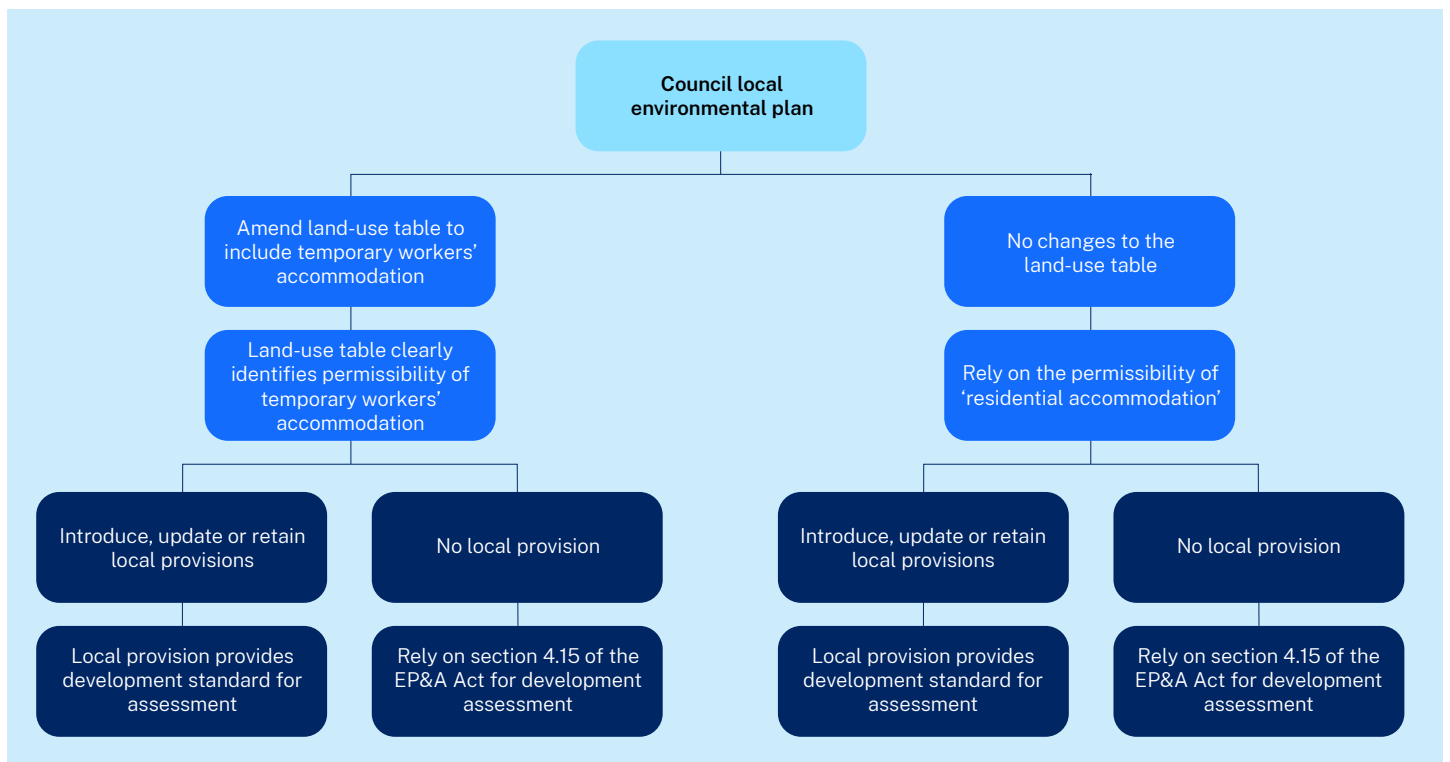 Council local
environmental plan
Amend land-use table to
include temporary workers’
accommodation
No changes to the
land-use table
Land-use table clearly
identifies permissibility of
temporary workers’
accommodation
Rely on the permissibility of
‘residential accommodation’
Introduce, update or retain
local provisions
No local provision
Introduce, update or retain
local provisions
No local provision
Local provision provides
development standard for
assessment
Rely on section 4.15 of the
EP&A Act for development
assessment
Local provision provides
development standard for
assessment
Rely on section 4.15 of the
EP&A Act for development
assessment